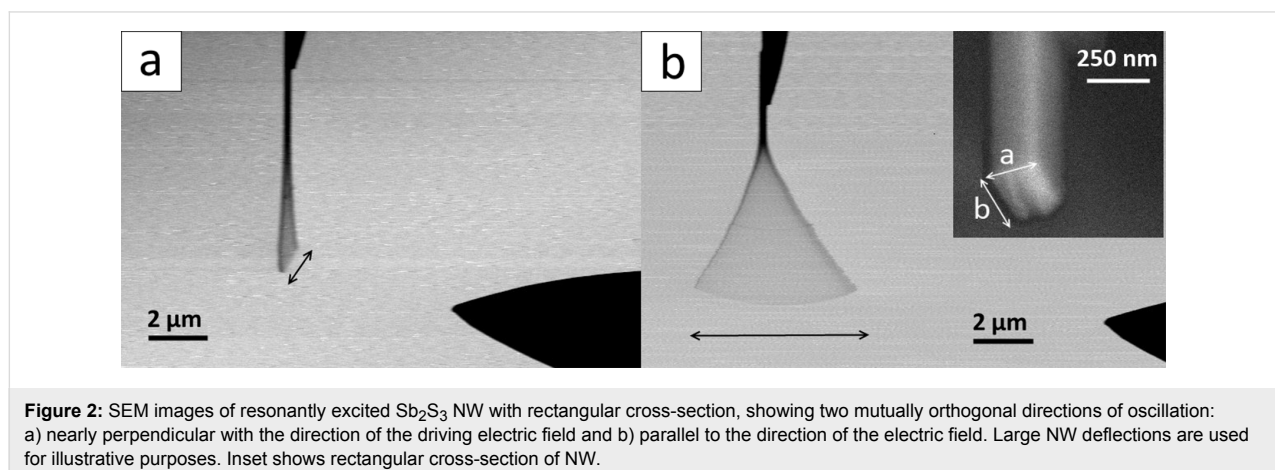 a
b
250 nm
a
b
2 μm
2 μm
Figure 2: SEM images of resonantly excited Sb₂S₃ NW with rectangular cross-section, showing two mutually orthogonal directions of oscillation:
a) nearly perpendicular with the direction of the driving electric field and b) parallel to the direction of the electric field. Large NW deflections are used
for illustrative purposes. Inset shows rectangular cross-section of NW.